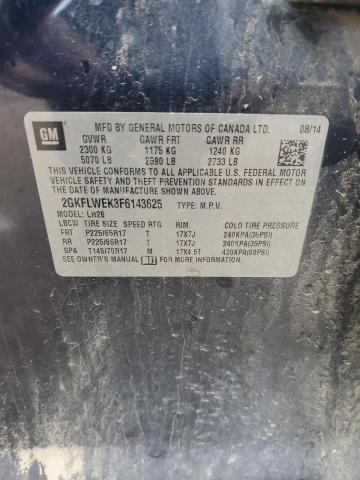 GM
MFD BY GENERAL MOTORS OF CANADA LTD. 08/14
GVWR GAWR FRT GAWR RR
2300 KG 1175 KG 1240 KG
5070 LB 2590 LB 2733 LB
THIS VEHICLE CONFORMS TO ALL APPLICABLE U.S. FEDERAL MOTOR
VEHICLE SAFETY AND THEFT PREVENTION STANDARDS IN EFFECT
ON THE DATE OF MANUFACTURE SHOWN ABOVE.
2GKFLWEK3F6143625 TYPE: M.P.V.
MODEL: LH26
LBCW TIRE SIZE SPEED RTG RIM COLD TIRE PRESSURE
FRT P225/65R17 T 17X7J 240KPA(35PSI)
RR P225/65R17 T 17X7J 240KPA(35PSI)
SPA T145/70R17 M 17X4.5T 420KPA(60PSI)
SEE OWNER'S MANUAL FOR MORE INFORMATION.